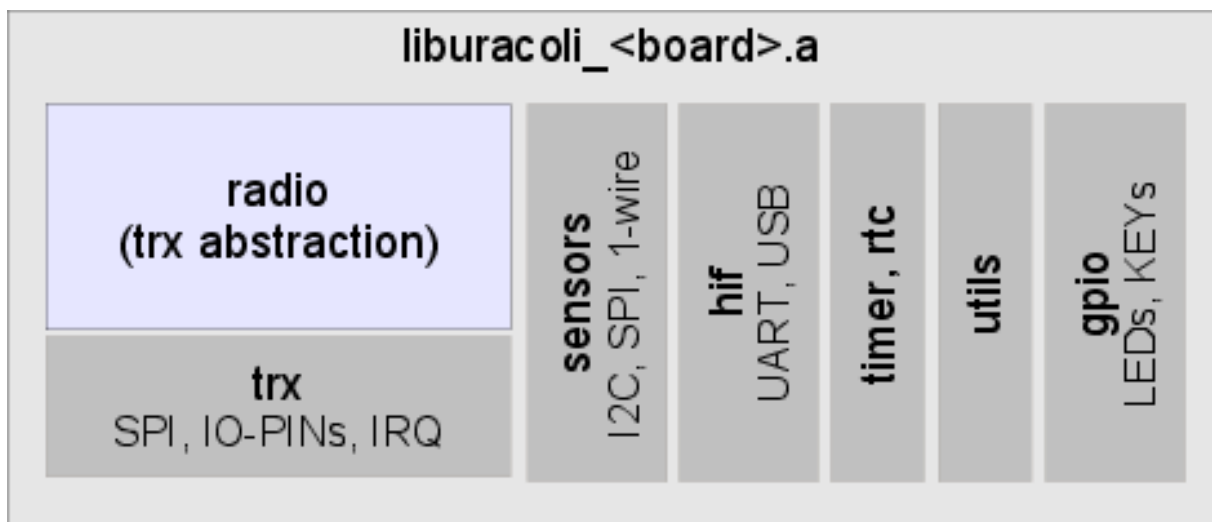 liburacoli_<board>.a
radio
(trx abstraction)
trx
SPI, IO-PINs, IRQ
sensors
I2C, SPI, 1-wire
hif
UART, USB
timer, rtc
utils
gpio
LEDs, KEYs